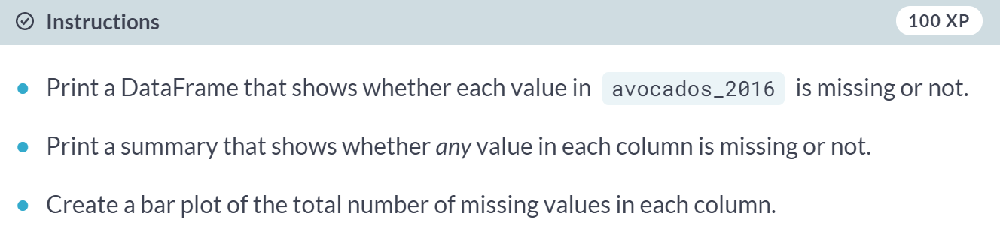 Instructions 100 XP
Print a DataFrame that shows whether each value in avocados_2016 is missing or not.
Print a summary that shows whether any value in each column is missing or not.
Create a bar plot of the total number of missing values in each column.